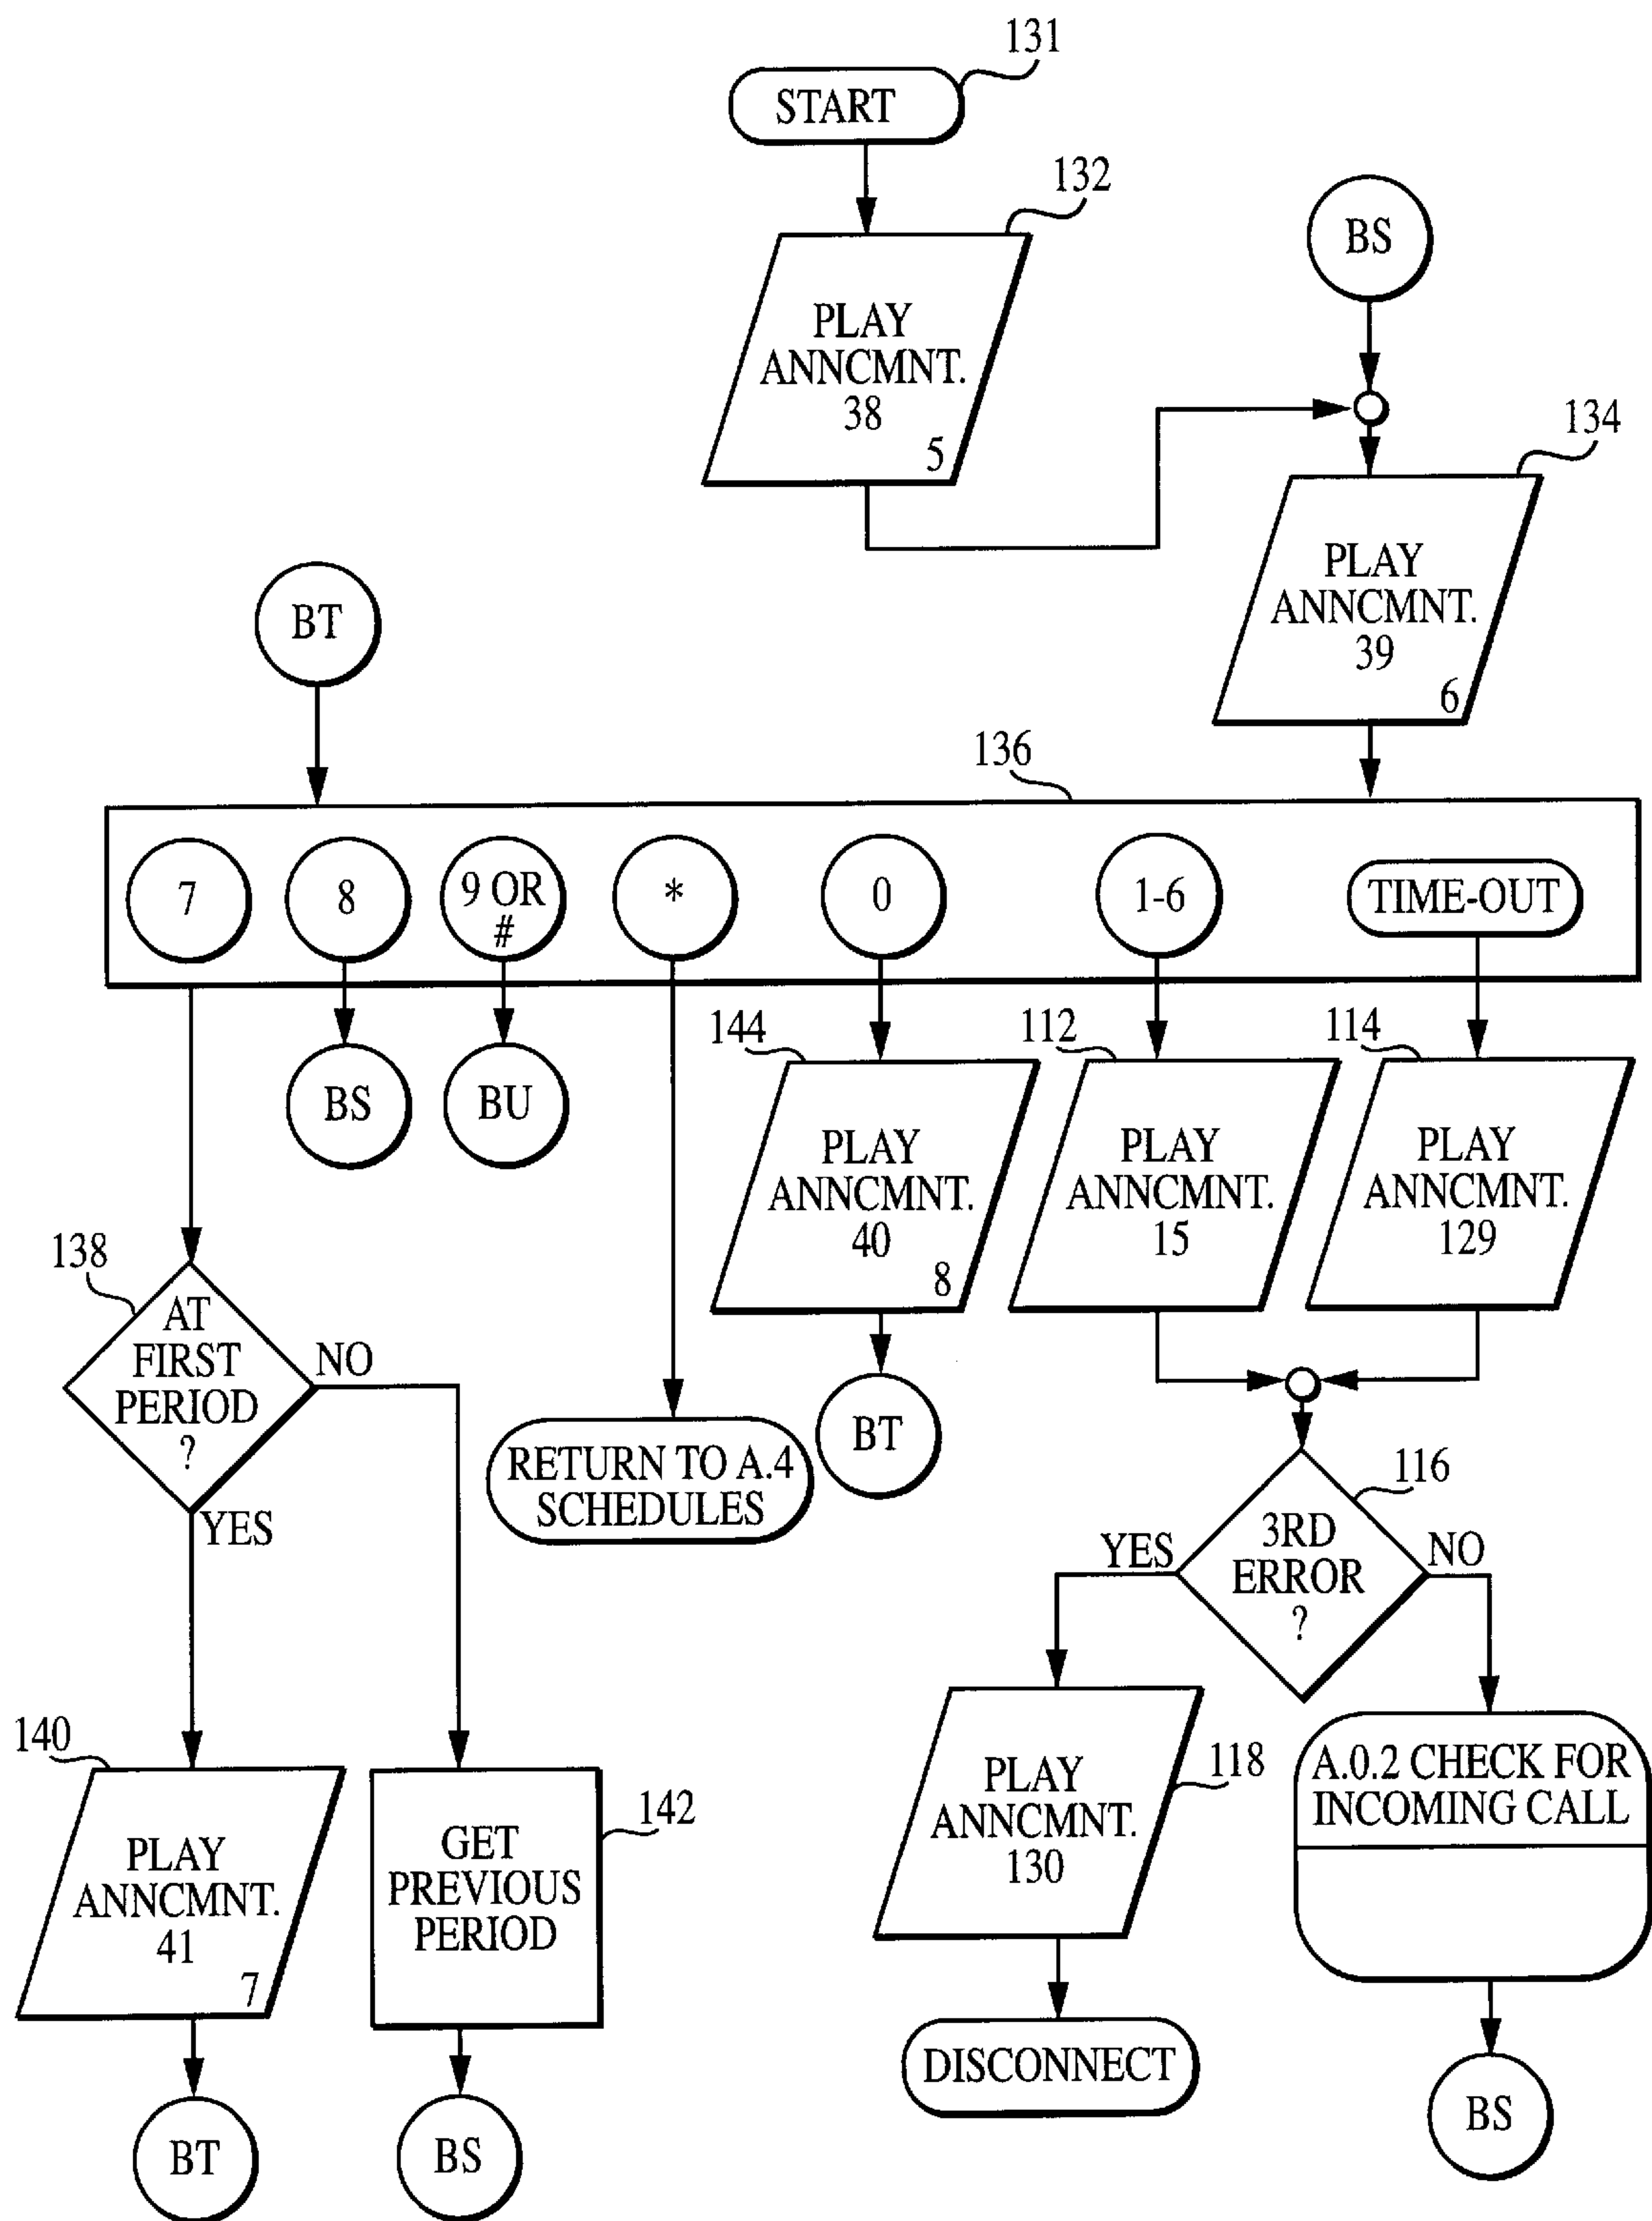 131
START
132
PLAY
ANNCMNT.
38
5
BS
134
PLAY
ANNCMNT.
39
6
BT
136
7
8
9 OR
#
*
0
1-6
TIME-OUT
BS
BU
144
PLAY
ANNCMNT.
40
8
112
PLAY
ANNCMNT.
15
114
PLAY
ANNCMNT.
129
138
AT
FIRST
PERIOD
?
NO
YES
RETURN TO A.4
SCHEDULES
BT
116
3RD
ERROR
?
YES
NO
140
PLAY
ANNCMNT.
41
7
142
GET
PREVIOUS
PERIOD
118
PLAY
ANNCMNT.
130
A.0.2 CHECK FOR
INCOMING CALL
DISCONNECT
BT
BS
BS